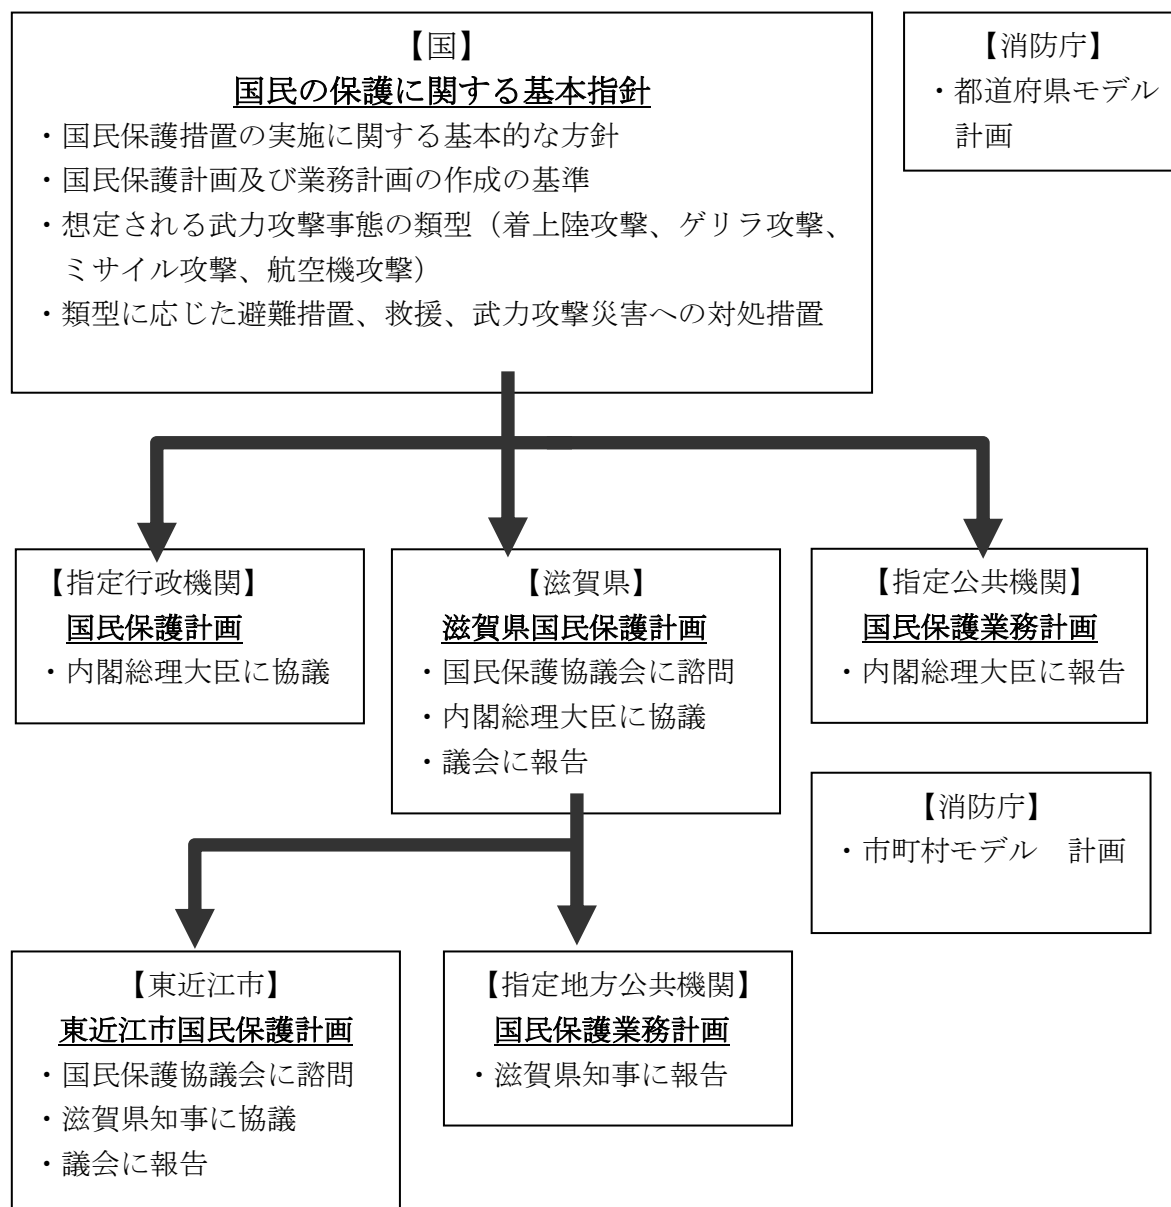 【国】
国民の保護に関する基本指針
・国民保護措置の実施に関する基本的な方針
・国民保護計画及び業務計画の作成の基準
・想定される武力攻撃事態の類型（着上陸攻撃、ゲリラ攻撃、
ミサイル攻撃、航空機攻撃）
・類型に応じた避難措置、救援、武力攻撃災害への対処措置
【消防庁】
・都道府県モデル
計画
【指定行政機関】
国民保護計画
・内閣総理大臣に協議
【滋賀県】
滋賀県国民保護計画
・国民保護協議会に諮問
・内閣総理大臣に協議
・議会に報告
【指定公共機関】
国民保護業務計画
・内閣総理大臣に報告
【消防庁】
・市町村モデル　計画
【東近江市】
東近江市国民保護計画
・国民保護協議会に諮問
・滋賀県知事に協議
・議会に報告
【指定地方公共機関】
国民保護業務計画
・滋賀県知事に報告